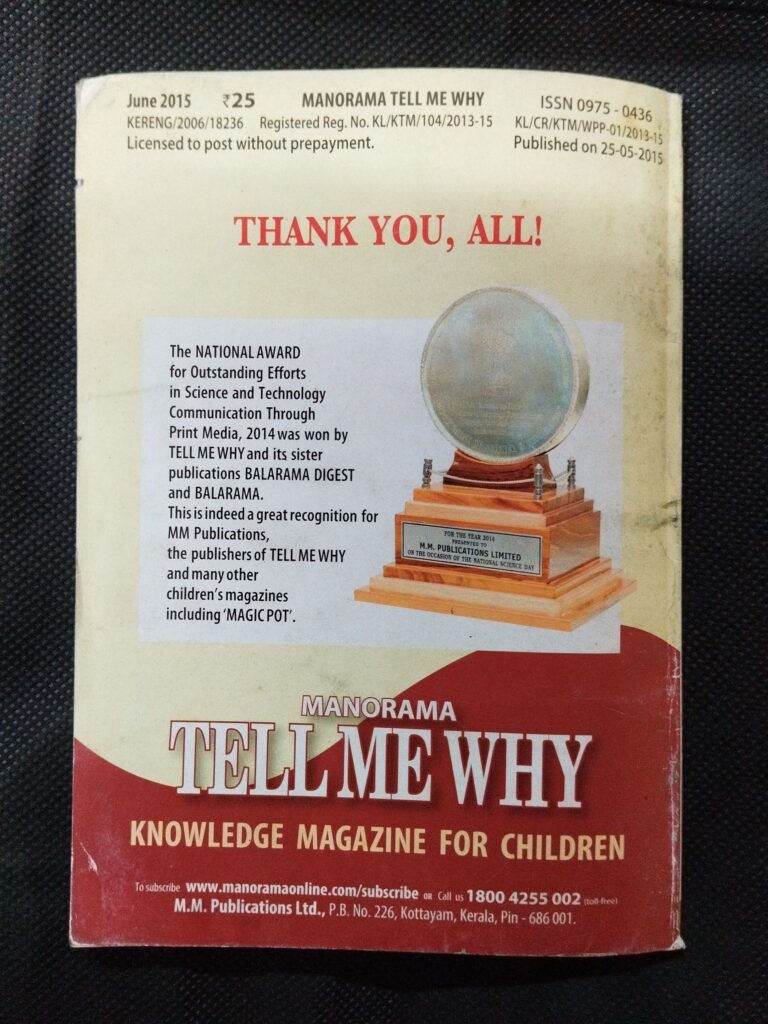 June 2015 ₹25 MANORAMA TELL ME WHY ISSN 0975 - 0436
KERENG/2006/18236 Registered Reg. No. KL/KTM/104/2013-15 KL/CR/KTM/WPP-01/2013-15
Licensed to post without prepayment. Published on 25-05-2015
THANK YOU, ALL!
The NATIONAL AWARD
for Outstanding Efforts
in Science and Technology
Communication Through
Print Media, 2014 was won by
TELL ME WHY and its sister
publications BALARAMA DIGEST
and BALARAMA.
This is indeed a great recognition for
MM Publications,
the publishers of TELL ME WHY
and many other
children's magazines
including 'MAGIC POT'.
FOR THE YEAR 2014
PRESENTED TO
M.M. PUBLICATIONS LIMITED
ON THE OCCASION OF THE NATIONAL SCIENCE DAY
MANORAMA
TELL ME WHY
KNOWLEDGE MAGAZINE FOR CHILDREN
To subscribe www.manoramaonline.com/subscribe OR Call us 1800 4255 002 (toll-free)
M.M. Publications Ltd., P.B. No. 226, Kottayam, Kerala, Pin - 686 001.